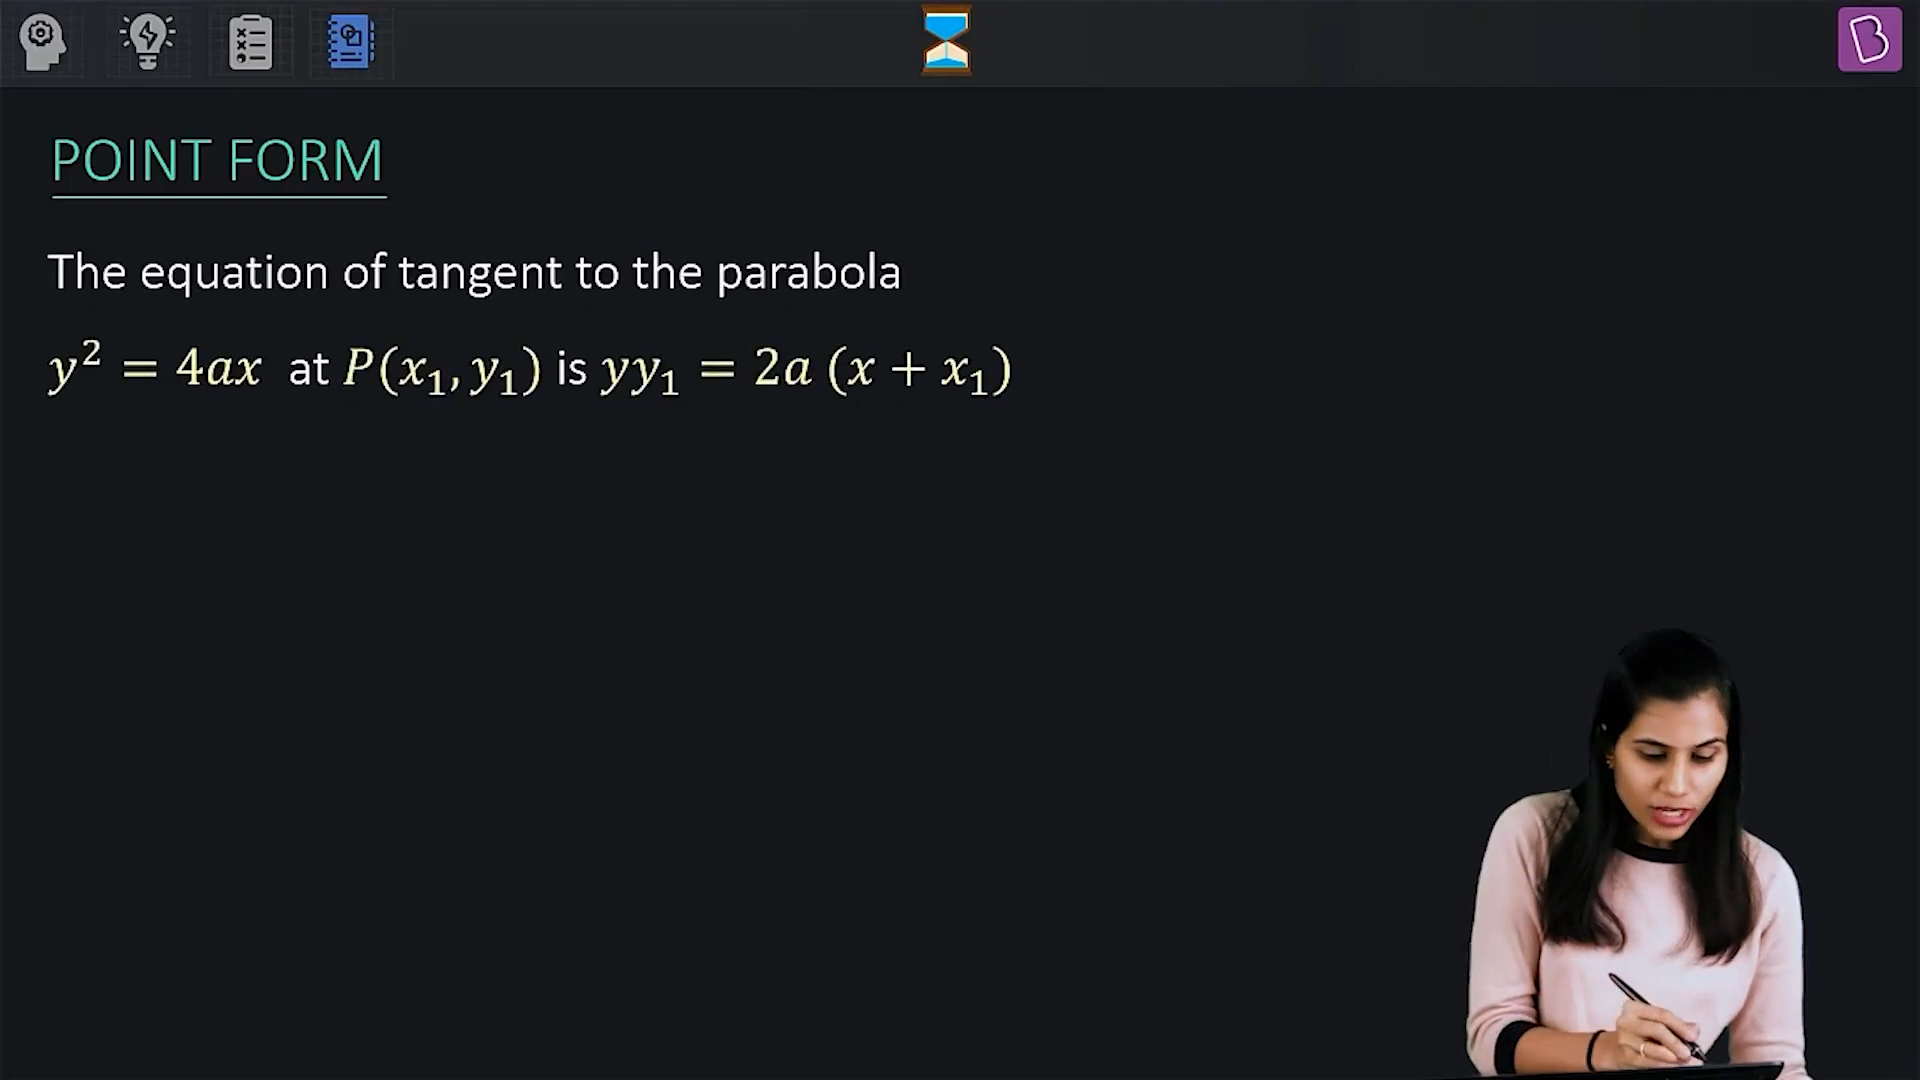 POINT FORM
The equation of tangent to the parabola
y² = 4ax at P(x₁, y₁) is yy₁ = 2a (x + x₁)